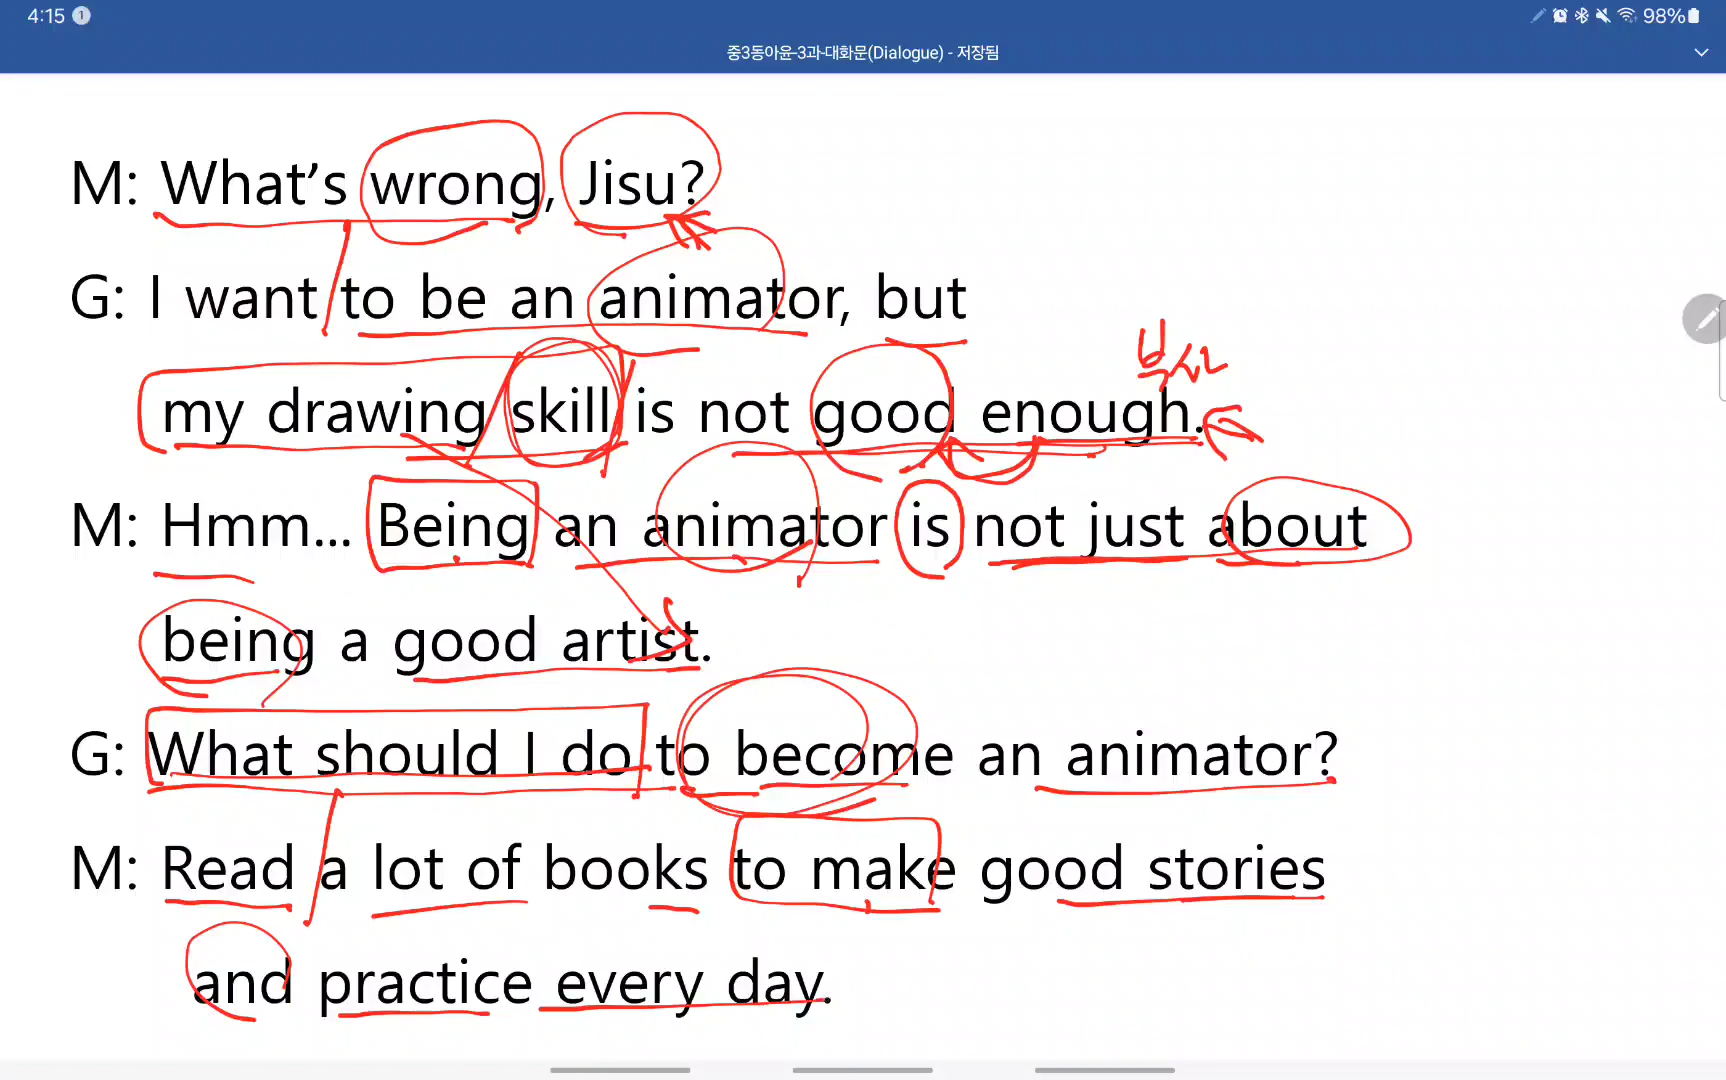 4:15 1
98%
중3동아윤-3과-대화문(Dialogue) - 저장됨
M: What's wrong, Jisu?
G: I want to be an animator, but
부사
my drawing skill is not good enough.
M: Hmm... Being an animator is not just about
being a good artist.
G: What should I do to become an animator?
M: Read a lot of books to make good stories
and practice every day.